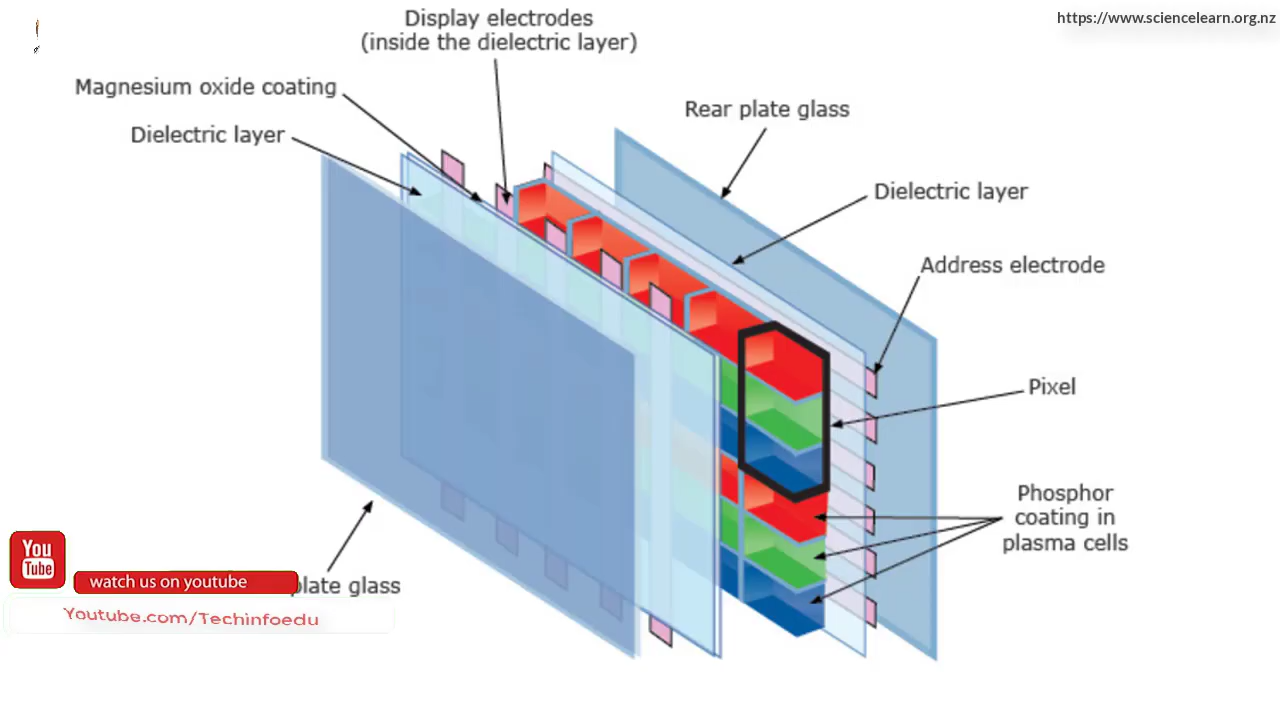 Display electrodes
(inside the dielectric layer)
https://www.sciencelearn.org.nz
Magnesium oxide coating
Rear plate glass
Dielectric layer
Dielectric layer
Address electrode
Pixel
Phosphor
coating in
plasma cells
You
Tube
watch us on youtube
plate glass
Youtube.com/Techinfoedu